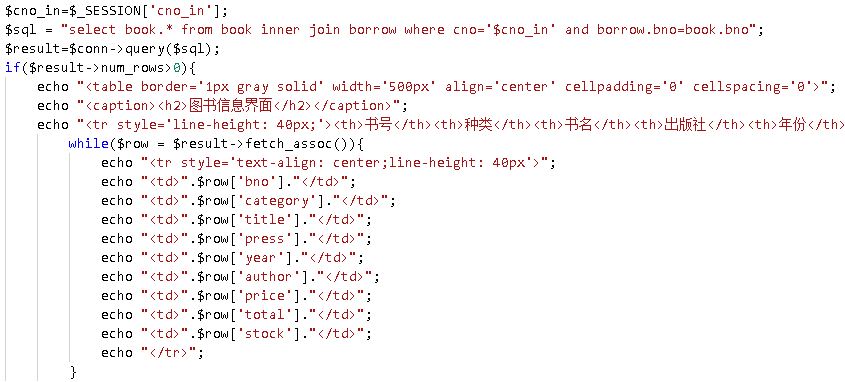 $cno_in=$_SESSION['cno_in'];
$sql = "select book.* from book inner join borrow where cno='$cno_in' and borrow.bno=book.bno";
$result=$conn->query($sql);
if($result->num_rows>0){
    echo "<table border='1px gray solid' width='500px' align='center' cellpadding='0' cellspacing='0'>";
    echo "<caption><h2>图书信息界面</h2></caption>";
    echo "<tr style='line-height: 40px;'><th>书号</th><th>种类</th><th>书名</th><th>出版社</th><th>年份</th>
        while($row = $result->fetch_assoc()){
            echo "<tr style='text-align: center;line-height: 40px'>";
            echo "<td>".$row['bno']."</td>";
            echo "<td>".$row['category']."</td>";
            echo "<td>".$row['title']."</td>";
            echo "<td>".$row['press']."</td>";
            echo "<td>".$row['year']."</td>";
            echo "<td>".$row['author']."</td>";
            echo "<td>".$row['price']."</td>";
            echo "<td>".$row['total']."</td>";
            echo "<td>".$row['stock']."</td>";
            echo "</tr>";
        }